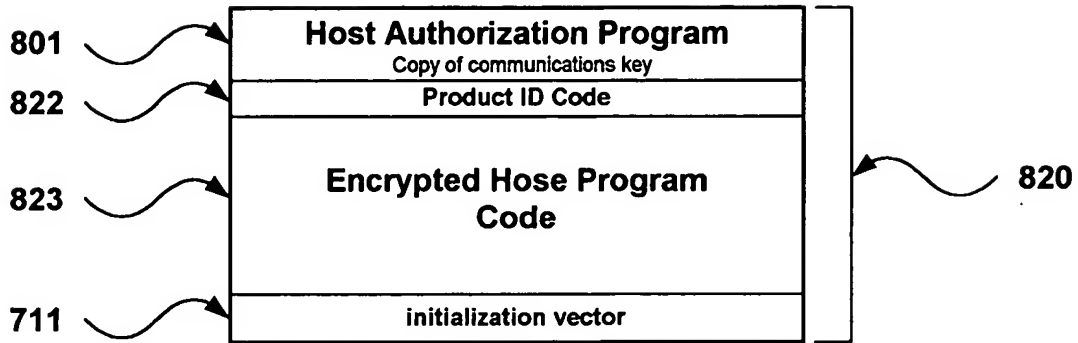 Host Authorization Program
801
Copy of communications key
822
Product ID Code
Encrypted Hose Program
820
823
Code
711
initialization vector